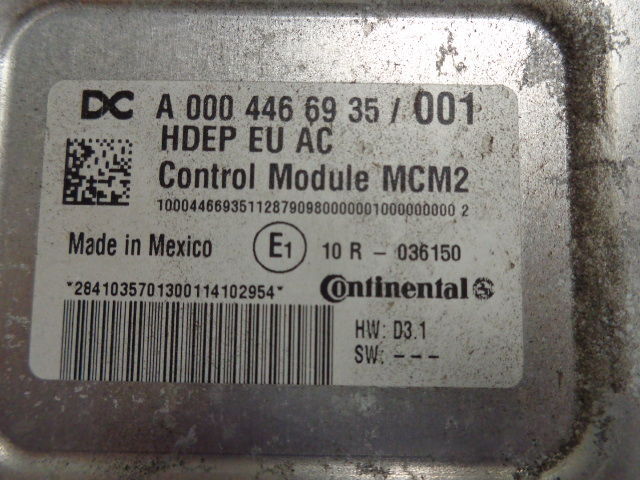 DC A 000 446 69 35 / 001
HDEP EU AC
Control Module MCM2
10004466935112879098000000100000000 2
Made in Mexico E1 10 R - 036150
*2841035701300114102954* Continental
HW: D3.1
SW: ---